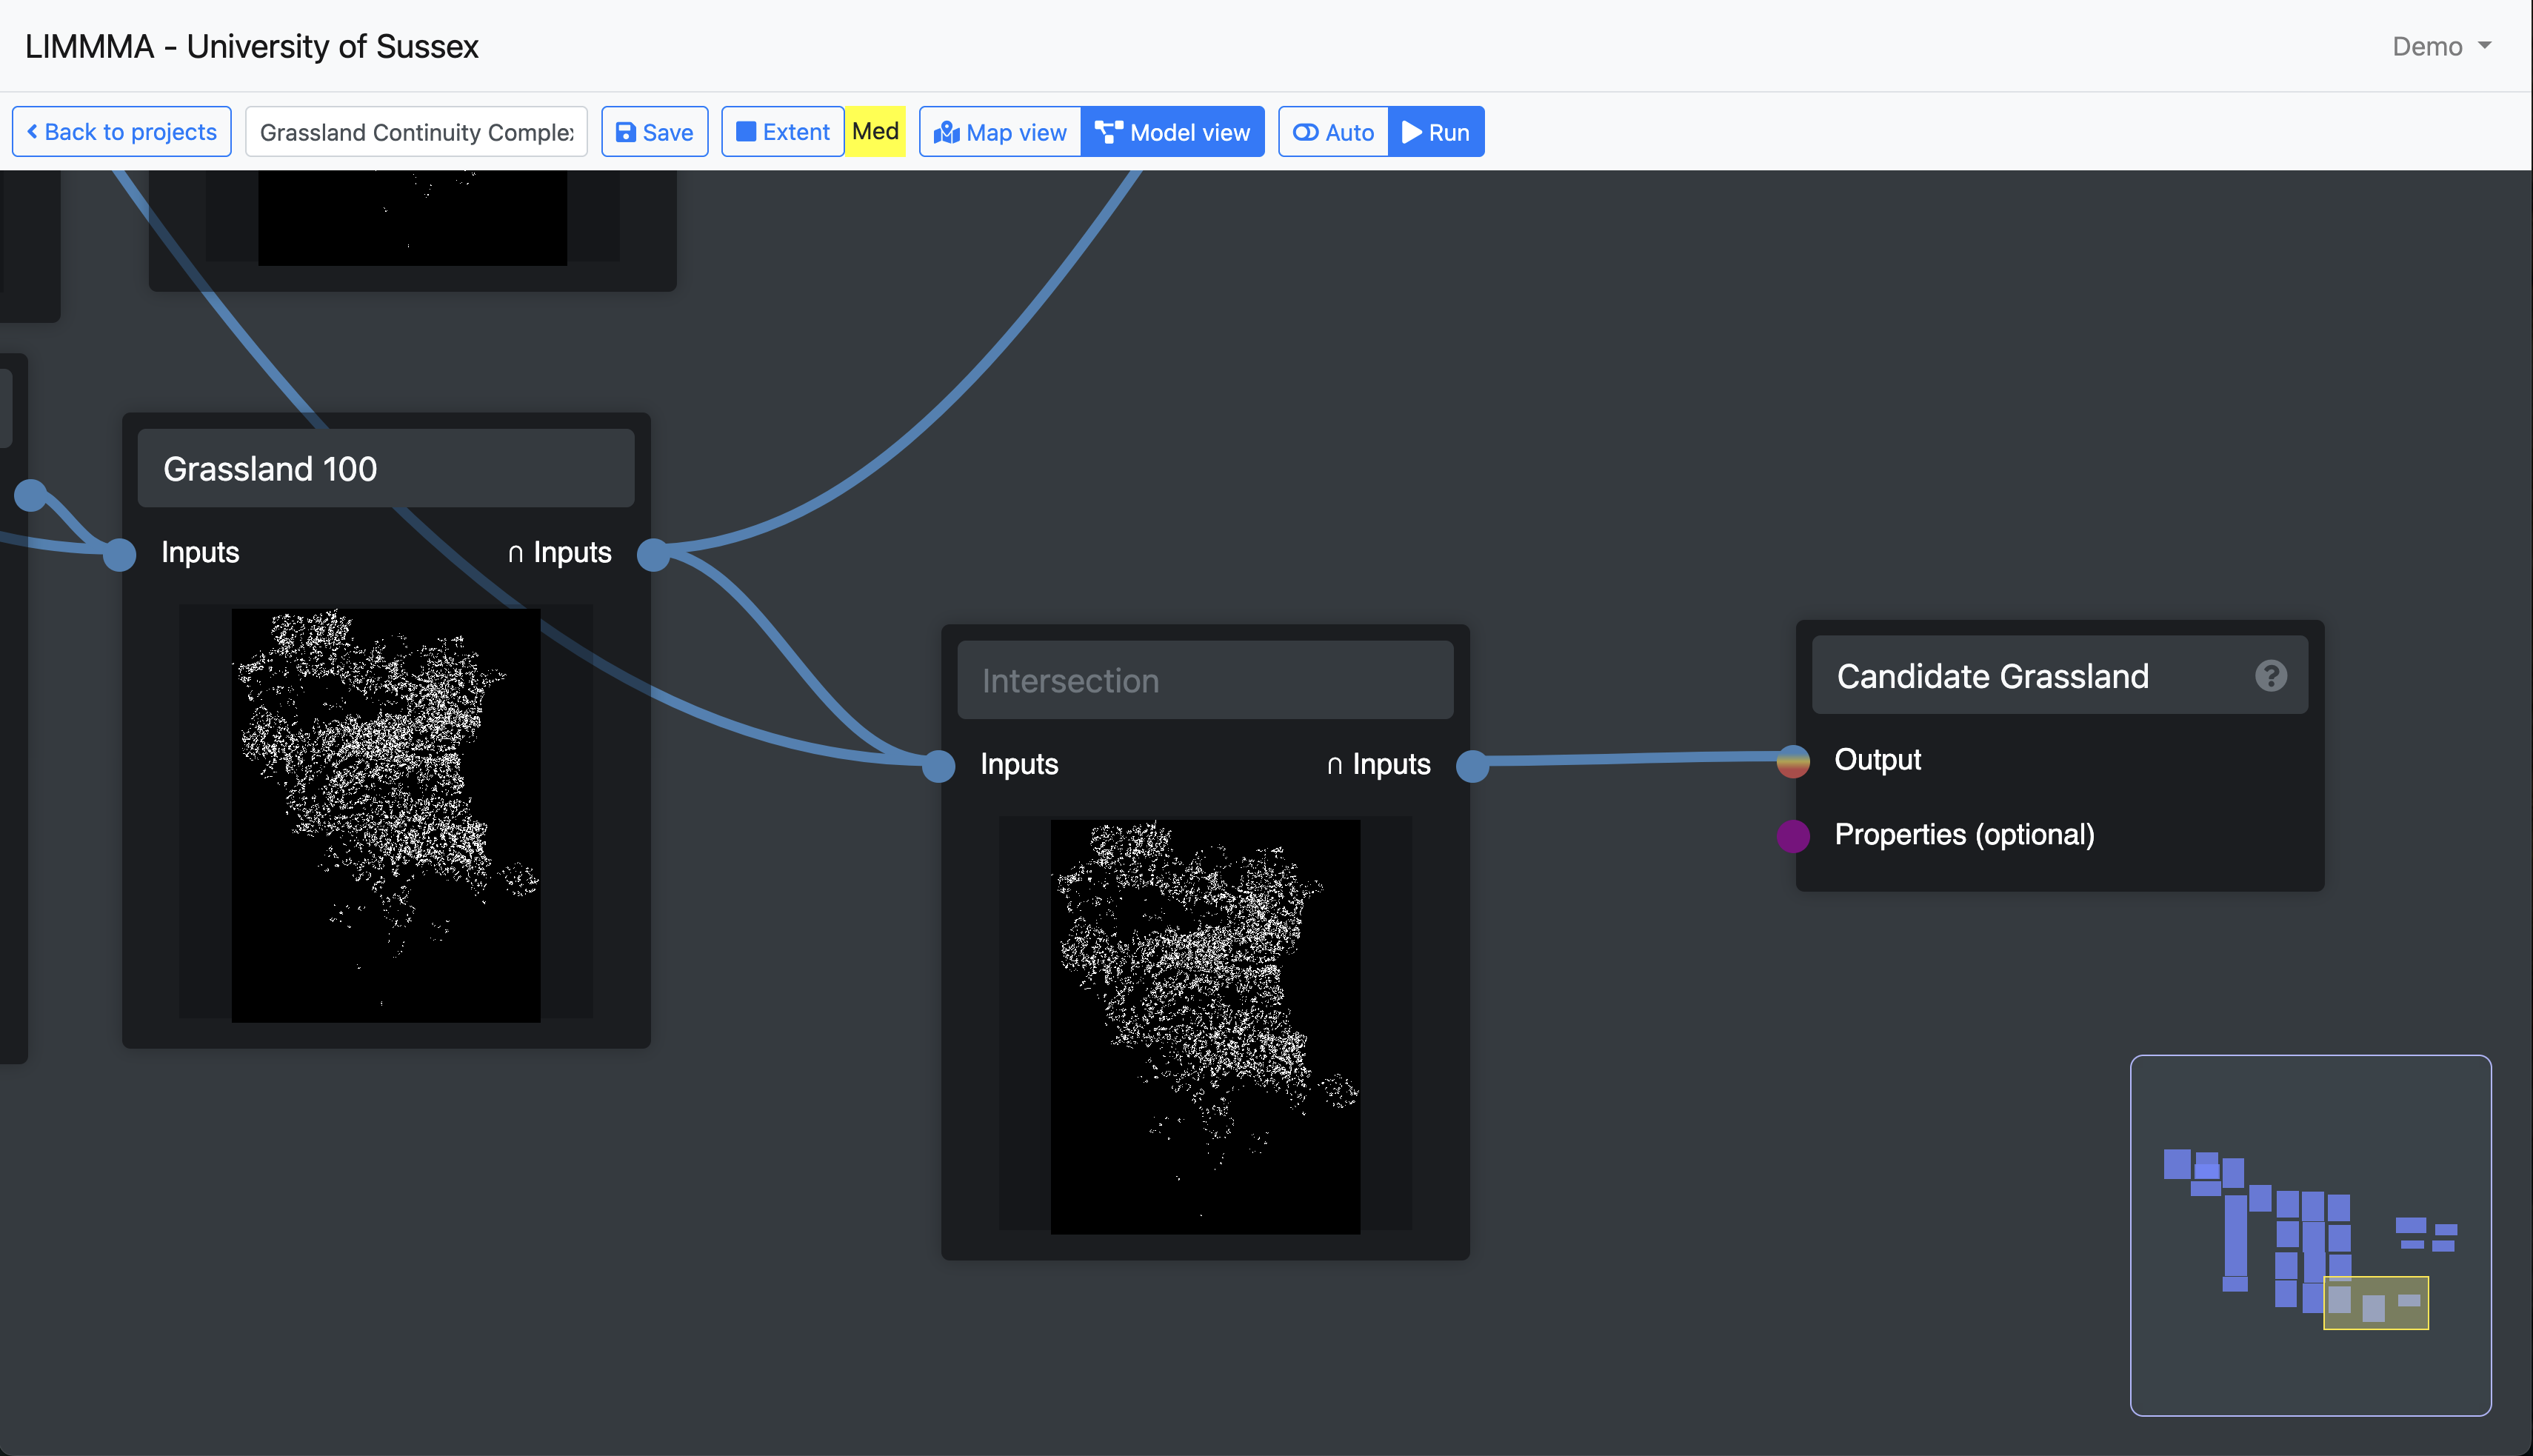 LIMMMA - University of Sussex
Demo
Back to projects
Grassland Continuity Comple
Save
Extent
Med
Map view
Model view
Auto
Run
Grassland 100
Inputs
∩ Inputs
Intersection
Inputs
∩ Inputs
Candidate Grassland
?
Output
Properties (optional)